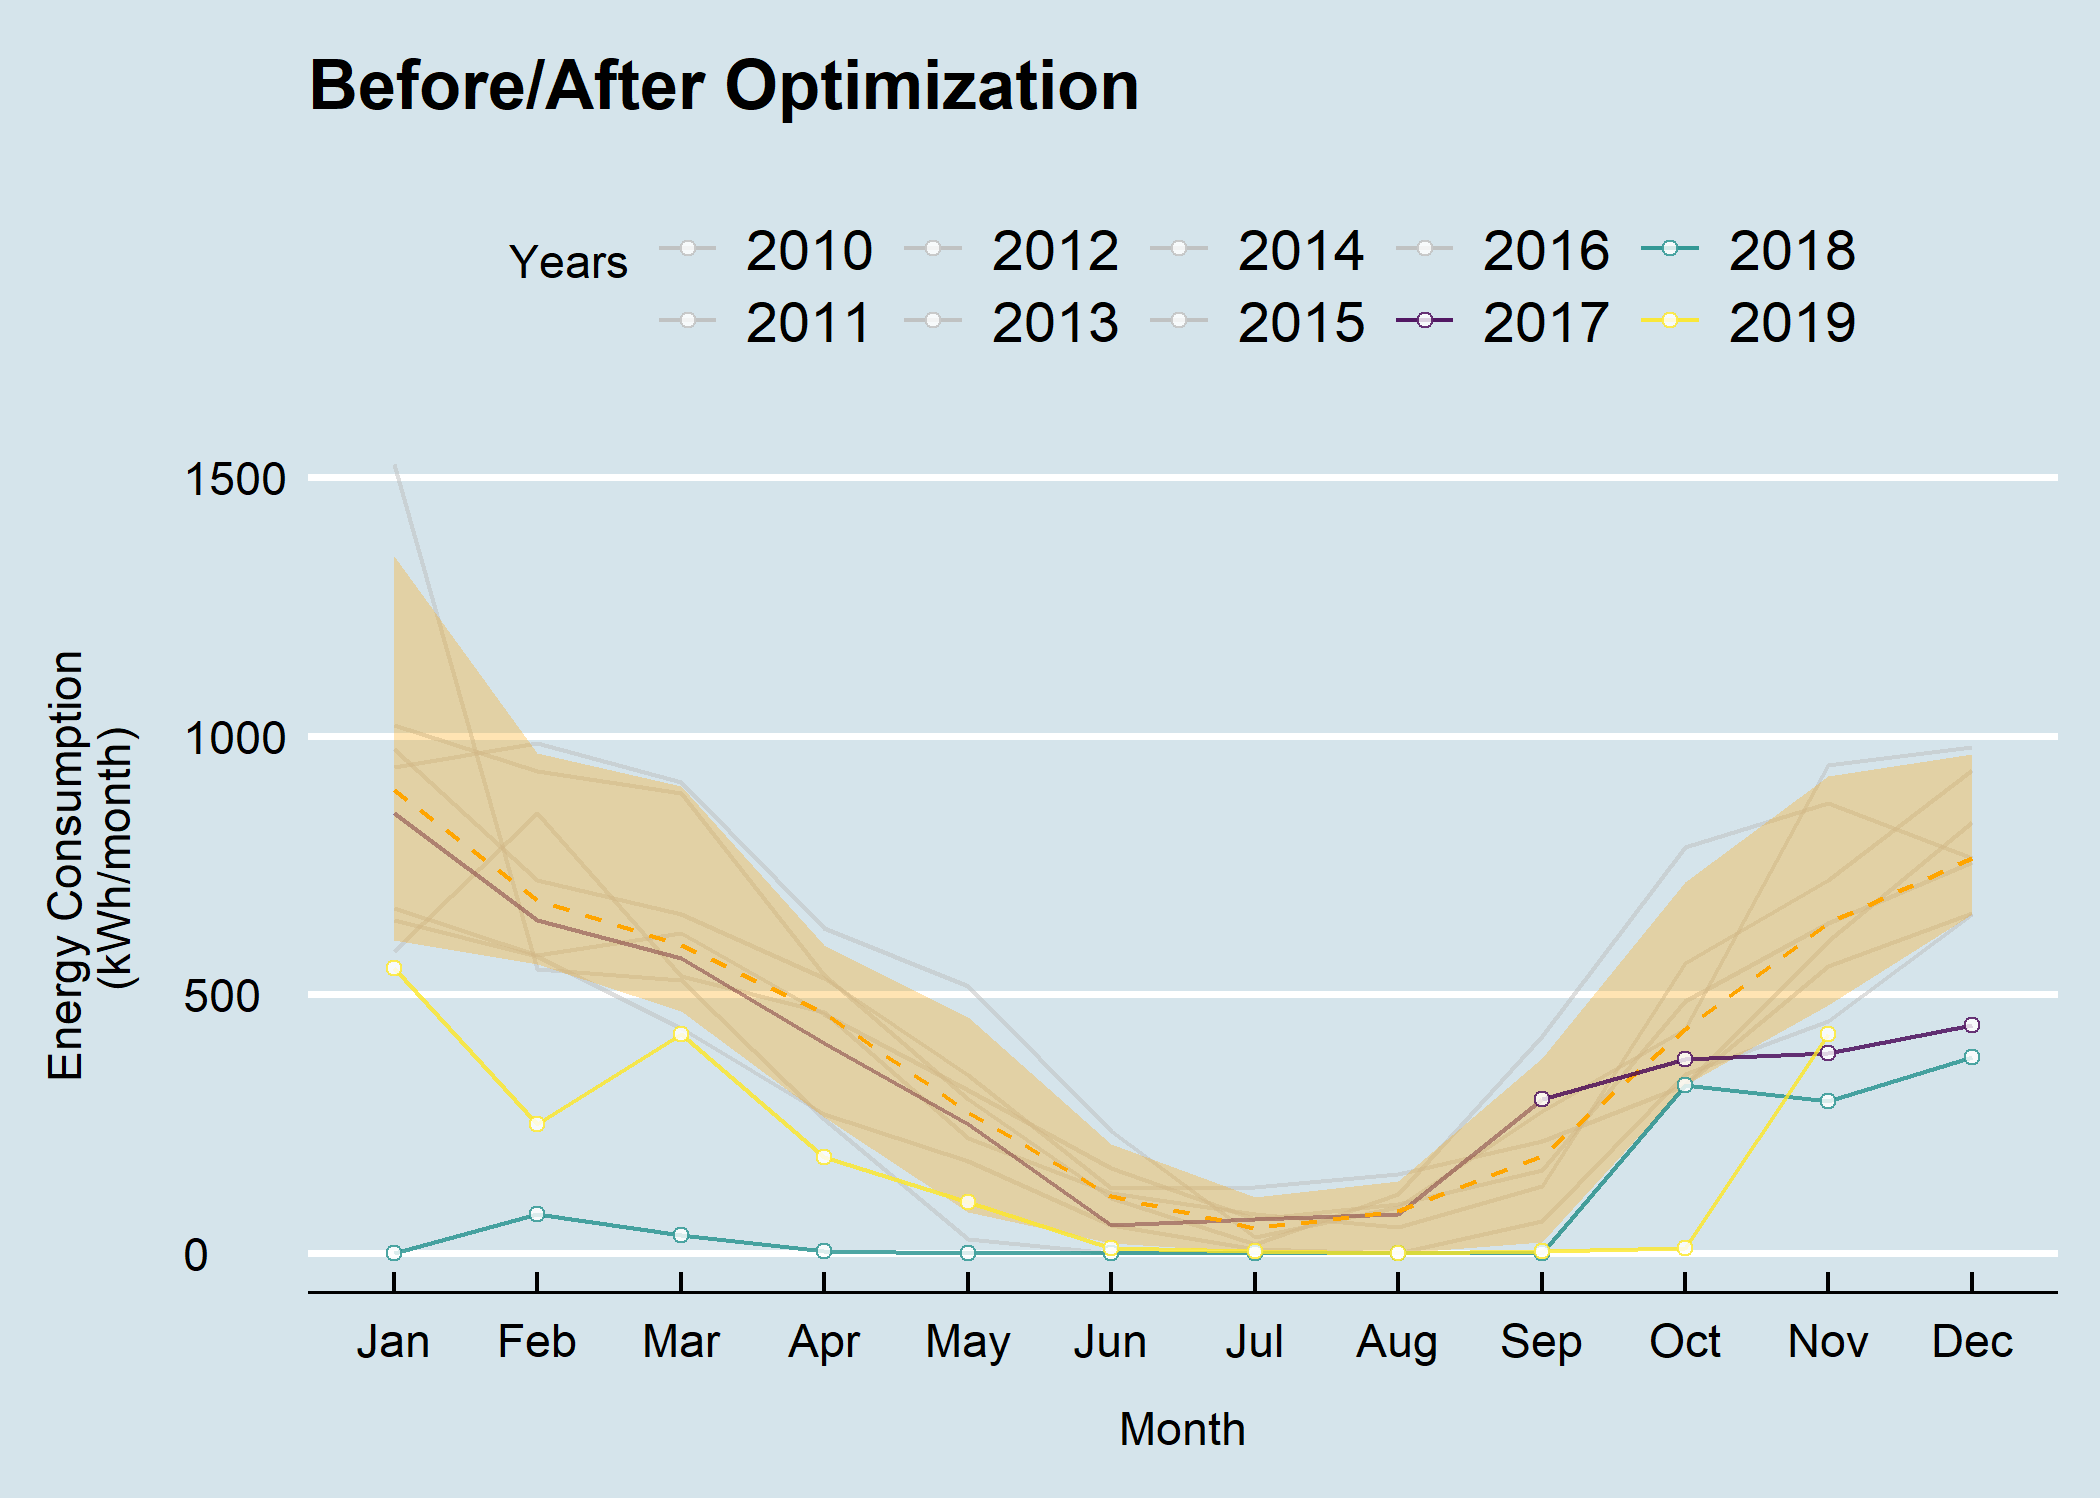 Before/After Optimization
Years
2010 2012 2014 2016 2018
2011 2013 2015 2017 2019
1500
1000
500
0
Energy Consumption
(kWh/month)
Jan Feb Mar Apr May Jun Jul Aug Sep Oct Nov Dec
Month